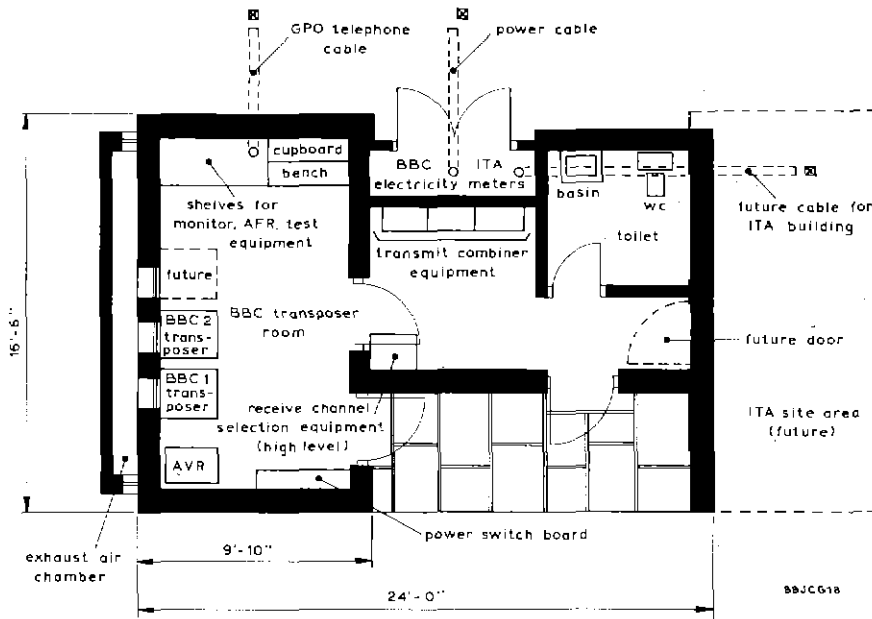 GPO telephone
cable
power cable
cupboard
bench
BBC ITA
electricity meters
basin
wc
toilet
future cable for
ITA building
shelves for
monitor, AFR, test
equipment
transmit combiner
equipment
future
BBC 2
trans-
poser
BBC transposer
room
BBC 1
trans-
poser
future door
16'-6"
receive channel
selection equipment
(high level)
ITA site area
(future)
AVR
power switch board
exhaust air
chamber
9'-10"
24'-0"
BBJCG18